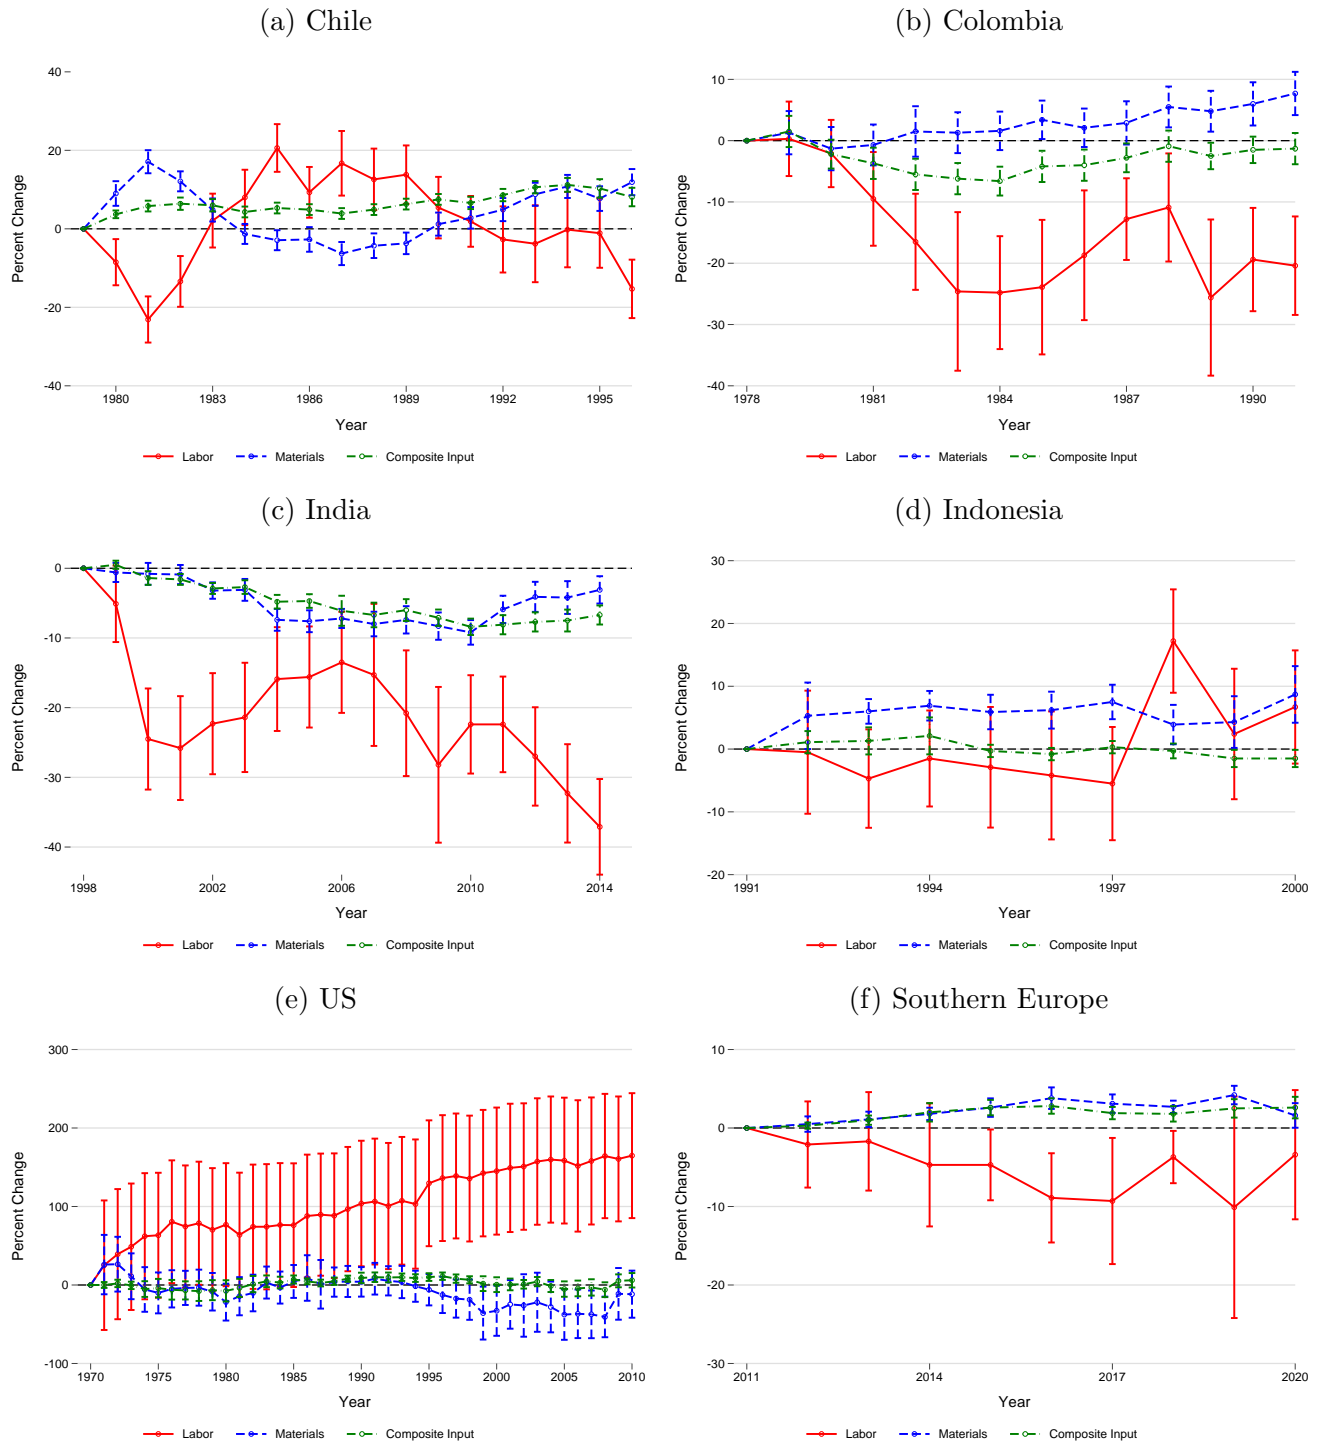 (a) Chile
40
20
0
-20
-40
Percent Change
1980 1983 1986 1989 1992 1995
Year
Labor Materials Composite Input
(b) Colombia
10
0
-10
-20
-30
-40
Percent Change
1978 1981 1984 1987 1990
Year
Labor Materials Composite Input
(c) India
0
-10
-20
-30
-40
Percent Change
1998 2002 2006 2010 2014
Year
Labor Materials Composite Input
(d) Indonesia
30
20
10
0
-10
-20
Percent Change
1991 1994 1997 2000
Year
Labor Materials Composite Input
(e) US
300
200
100
0
-100
Percent Change
1970 1975 1980 1985 1990 1995 2000 2005 2010
Year
Labor Materials Composite Input
(f) Southern Europe
10
0
-10
-20
-30
Percent Change
2011 2014 2017 2020
Year
Labor Materials Composite Input